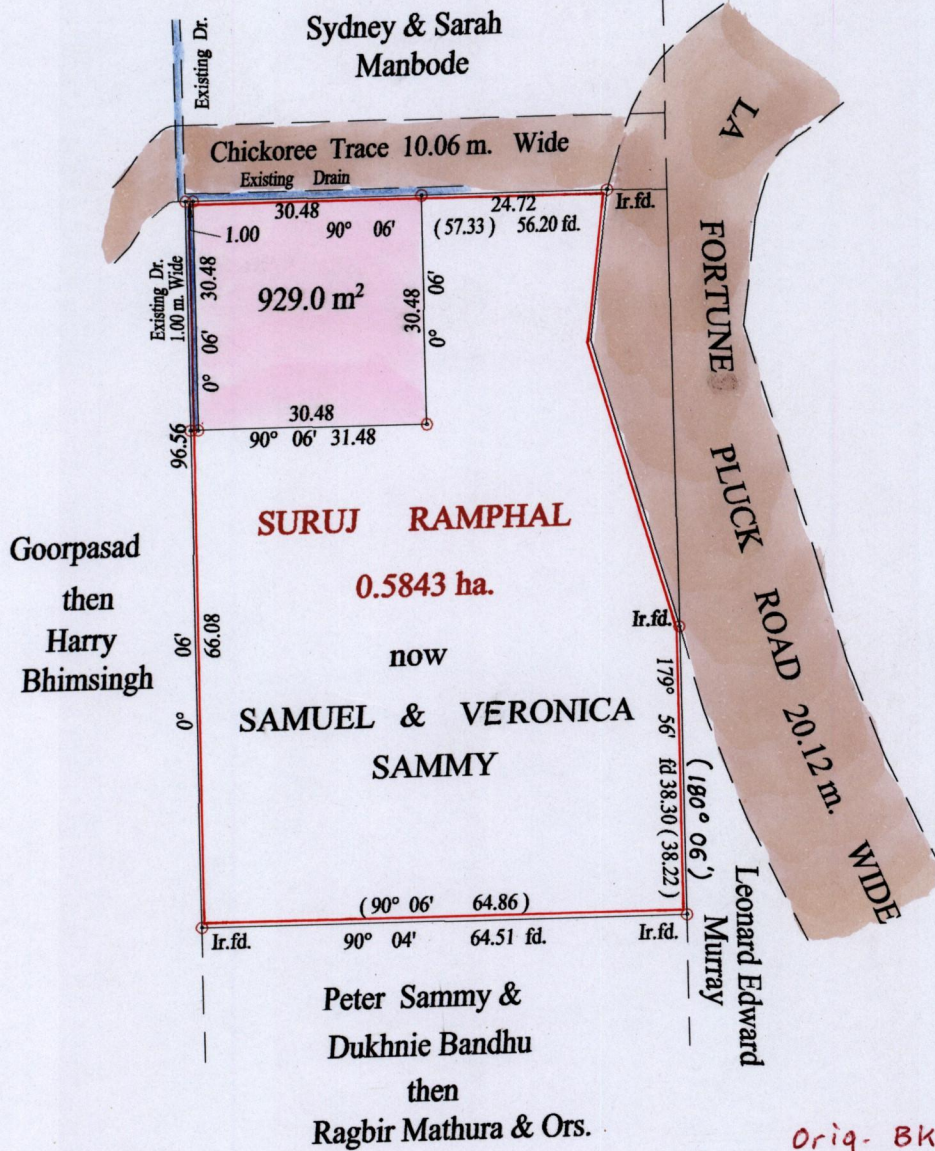 Existing Dr.
Sydney & Sarah
Manbode
Chickoree Trace 10.06 m. Wide
Existing Drain
30.48
24.72
Ir.fd.
1.00
90° 06'
( 57.33 ) 56.20 fd.
Existing Dr.
1.00 m. Wide
0° 06' 30.48
929.0 m²
30.48
0° 06'
30.48
90° 06' 31.48
96.56
LA FORTUNE PLUCK ROAD 20.12 m. WIDE
SURUJ RAMPHAL
0.5843 ha.
now
SAMUEL & VERONICA
SAMMY
Goorpasad
then
Harry
Bhimsingh
0° 06'
66.08
Ir.fd.
179° 56' fd 38.30 ( 38.22 )
(180° 06')
Leonard Edward
Murray
( 90° 06' 64.86 )
Ir.fd.
90° 04' 64.51 fd.
Ir.fd.
Peter Sammy &
Dukhnie Bandhu
then
Ragbir Mathura & Ors.
Orig- BK